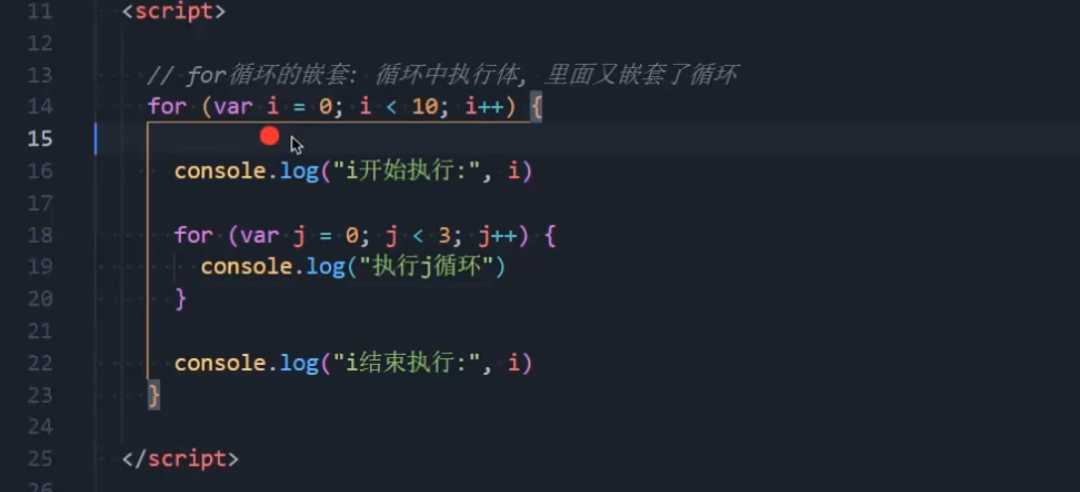 11 <script>
12
13 // for循环的嵌套: 循环中执行体, 里面又嵌套了循环
14 for (var i = 0; i < 10; i++) {
15
16 console.log("i开始执行:", i)
17
18 for (var j = 0; j < 3; j++) {
19 console.log("执行j循环")
20 }
21
22 console.log("i结束执行:", i)
23 }
24
25 </script>
26